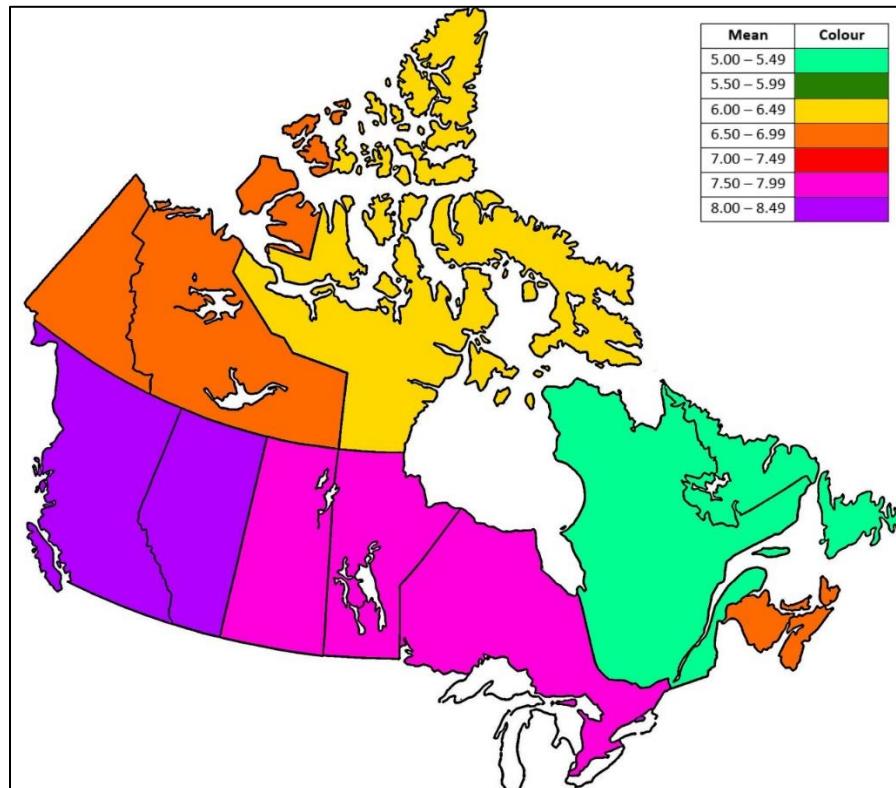 Mean Colour
5.00 – 5.49
5.50 – 5.99
6.00 – 6.49
6.50 – 6.99
7.00 – 7.49
7.50 – 7.99
8.00 – 8.49